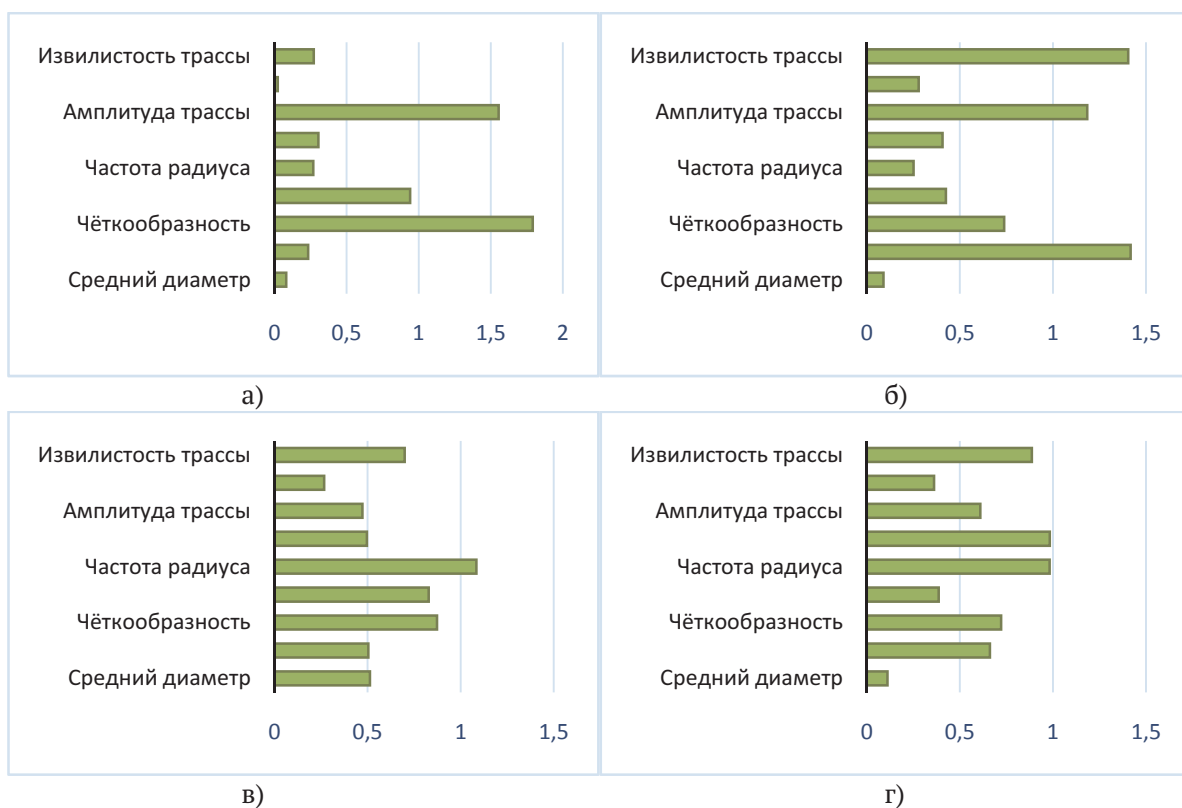 Извилистость трассы
Амплитуда трассы
Частота радиуса
Чёткообразность
Средний диаметр
0 0,5 1 1,5 2
а)
Извилистость трассы
Амплитуда трассы
Частота радиуса
Чёткообразность
Средний диаметр
0 0,5 1 1,5
б)
Извилистость трассы
Амплитуда трассы
Частота радиуса
Чёткообразность
Средний диаметр
0 0,5 1 1,5
в)
Извилистость трассы
Амплитуда трассы
Частота радиуса
Чёткообразность
Средний диаметр
0 0,5 1 1,5
г)